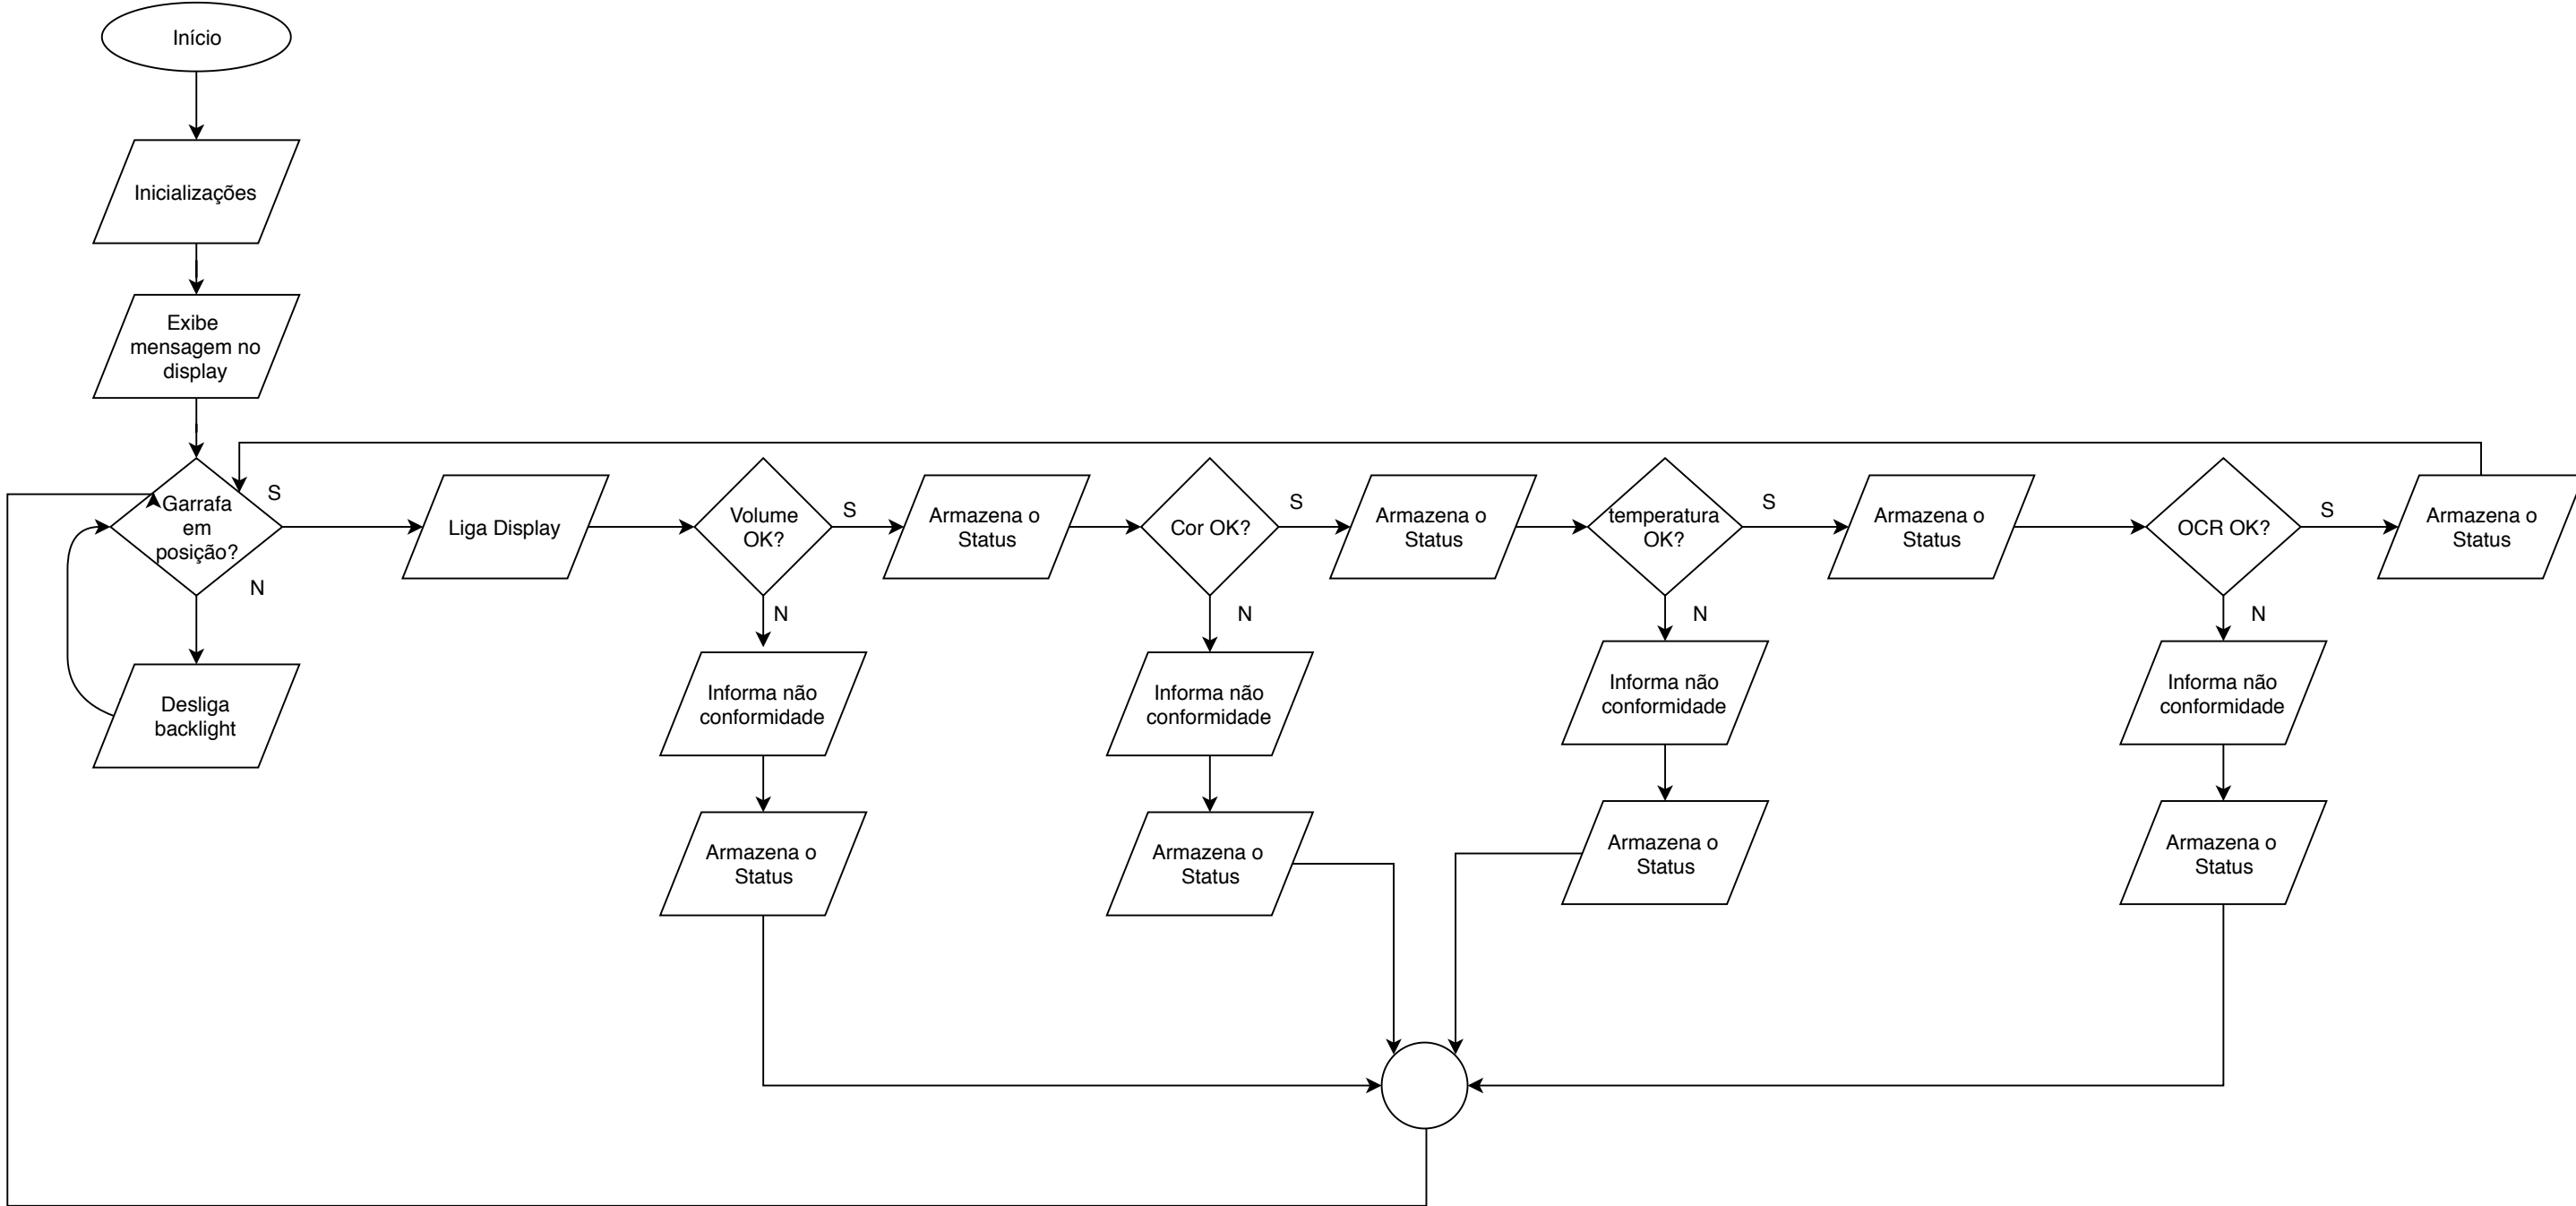 Início
Inicializações
Exibe
mensagem no
display
Garrafa
em
posição?
S
N
Desliga
backlight
Liga Display
Volume
OK?
S
N
Informa não
conformidade
Armazena o
Status
Armazena o
Status
Cor OK?
S
N
Informa não
conformidade
Armazena o
Status
Armazena o
Status
temperatura
OK?
S
N
Informa não
conformidade
Armazena o
Status
Armazena o
Status
OCR OK?
S
N
Informa não
conformidade
Armazena o
Status
Armazena o
Status